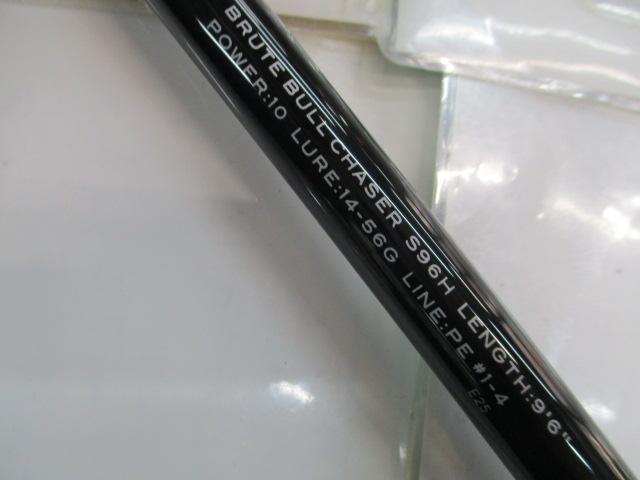 BRUTE BULL CHASER S96H LENGTH:9'6"
POWER:10 LURE:14-56G LINE:PE #1-4
E25